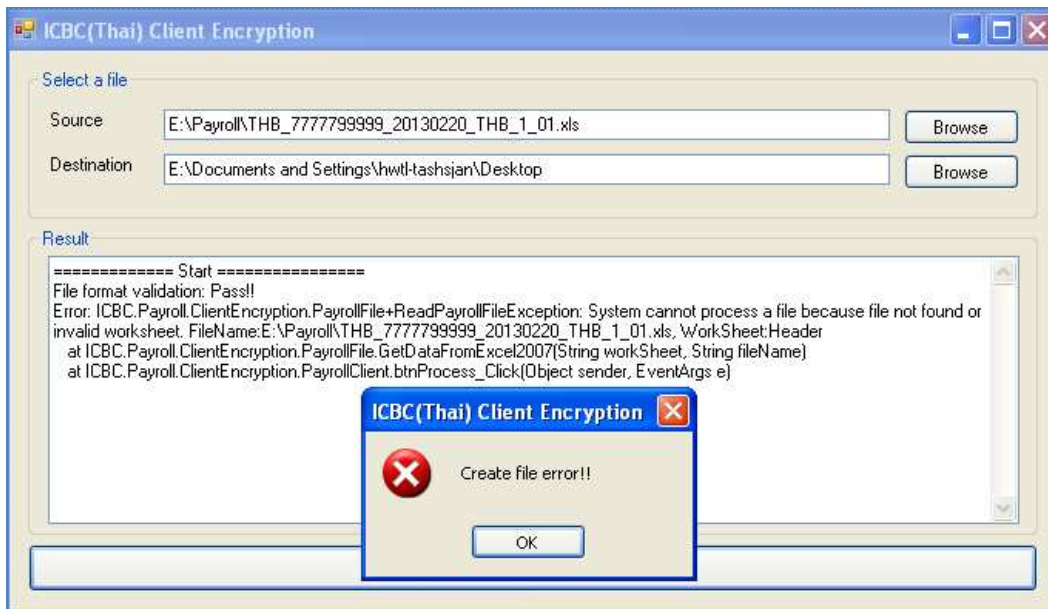 ICBC(Thai) Client Encryption
Select a file
Source
E:\Payroll\THB_7777799999_20130220_THB_1_01.xls
Browse
Destination
E:\Documents and Settings\hwtl-tashsjan\Desktop
Browse
Result
============= Start ================
File format validation: Pass!!
Error: ICBC.Payroll.ClientEncryption.PayrollFile+ReadPayrollFileException: System cannot process a file because file not found or
invalid worksheet. FileName:E:\Payroll\THB_7777799999_20130220_THB_1_01.xls, WorkSheet:Header
at ICBC.Payroll.ClientEncryption.PayrollFile.GetDataFromExcel2007(String workSheet, String fileName)
at ICBC.Payroll.ClientEncryption.PayrollClient.btnProcess_Click(Object sender, EventArgs e)
ICBC(Thai) Client Encryption
Create file error!!
OK